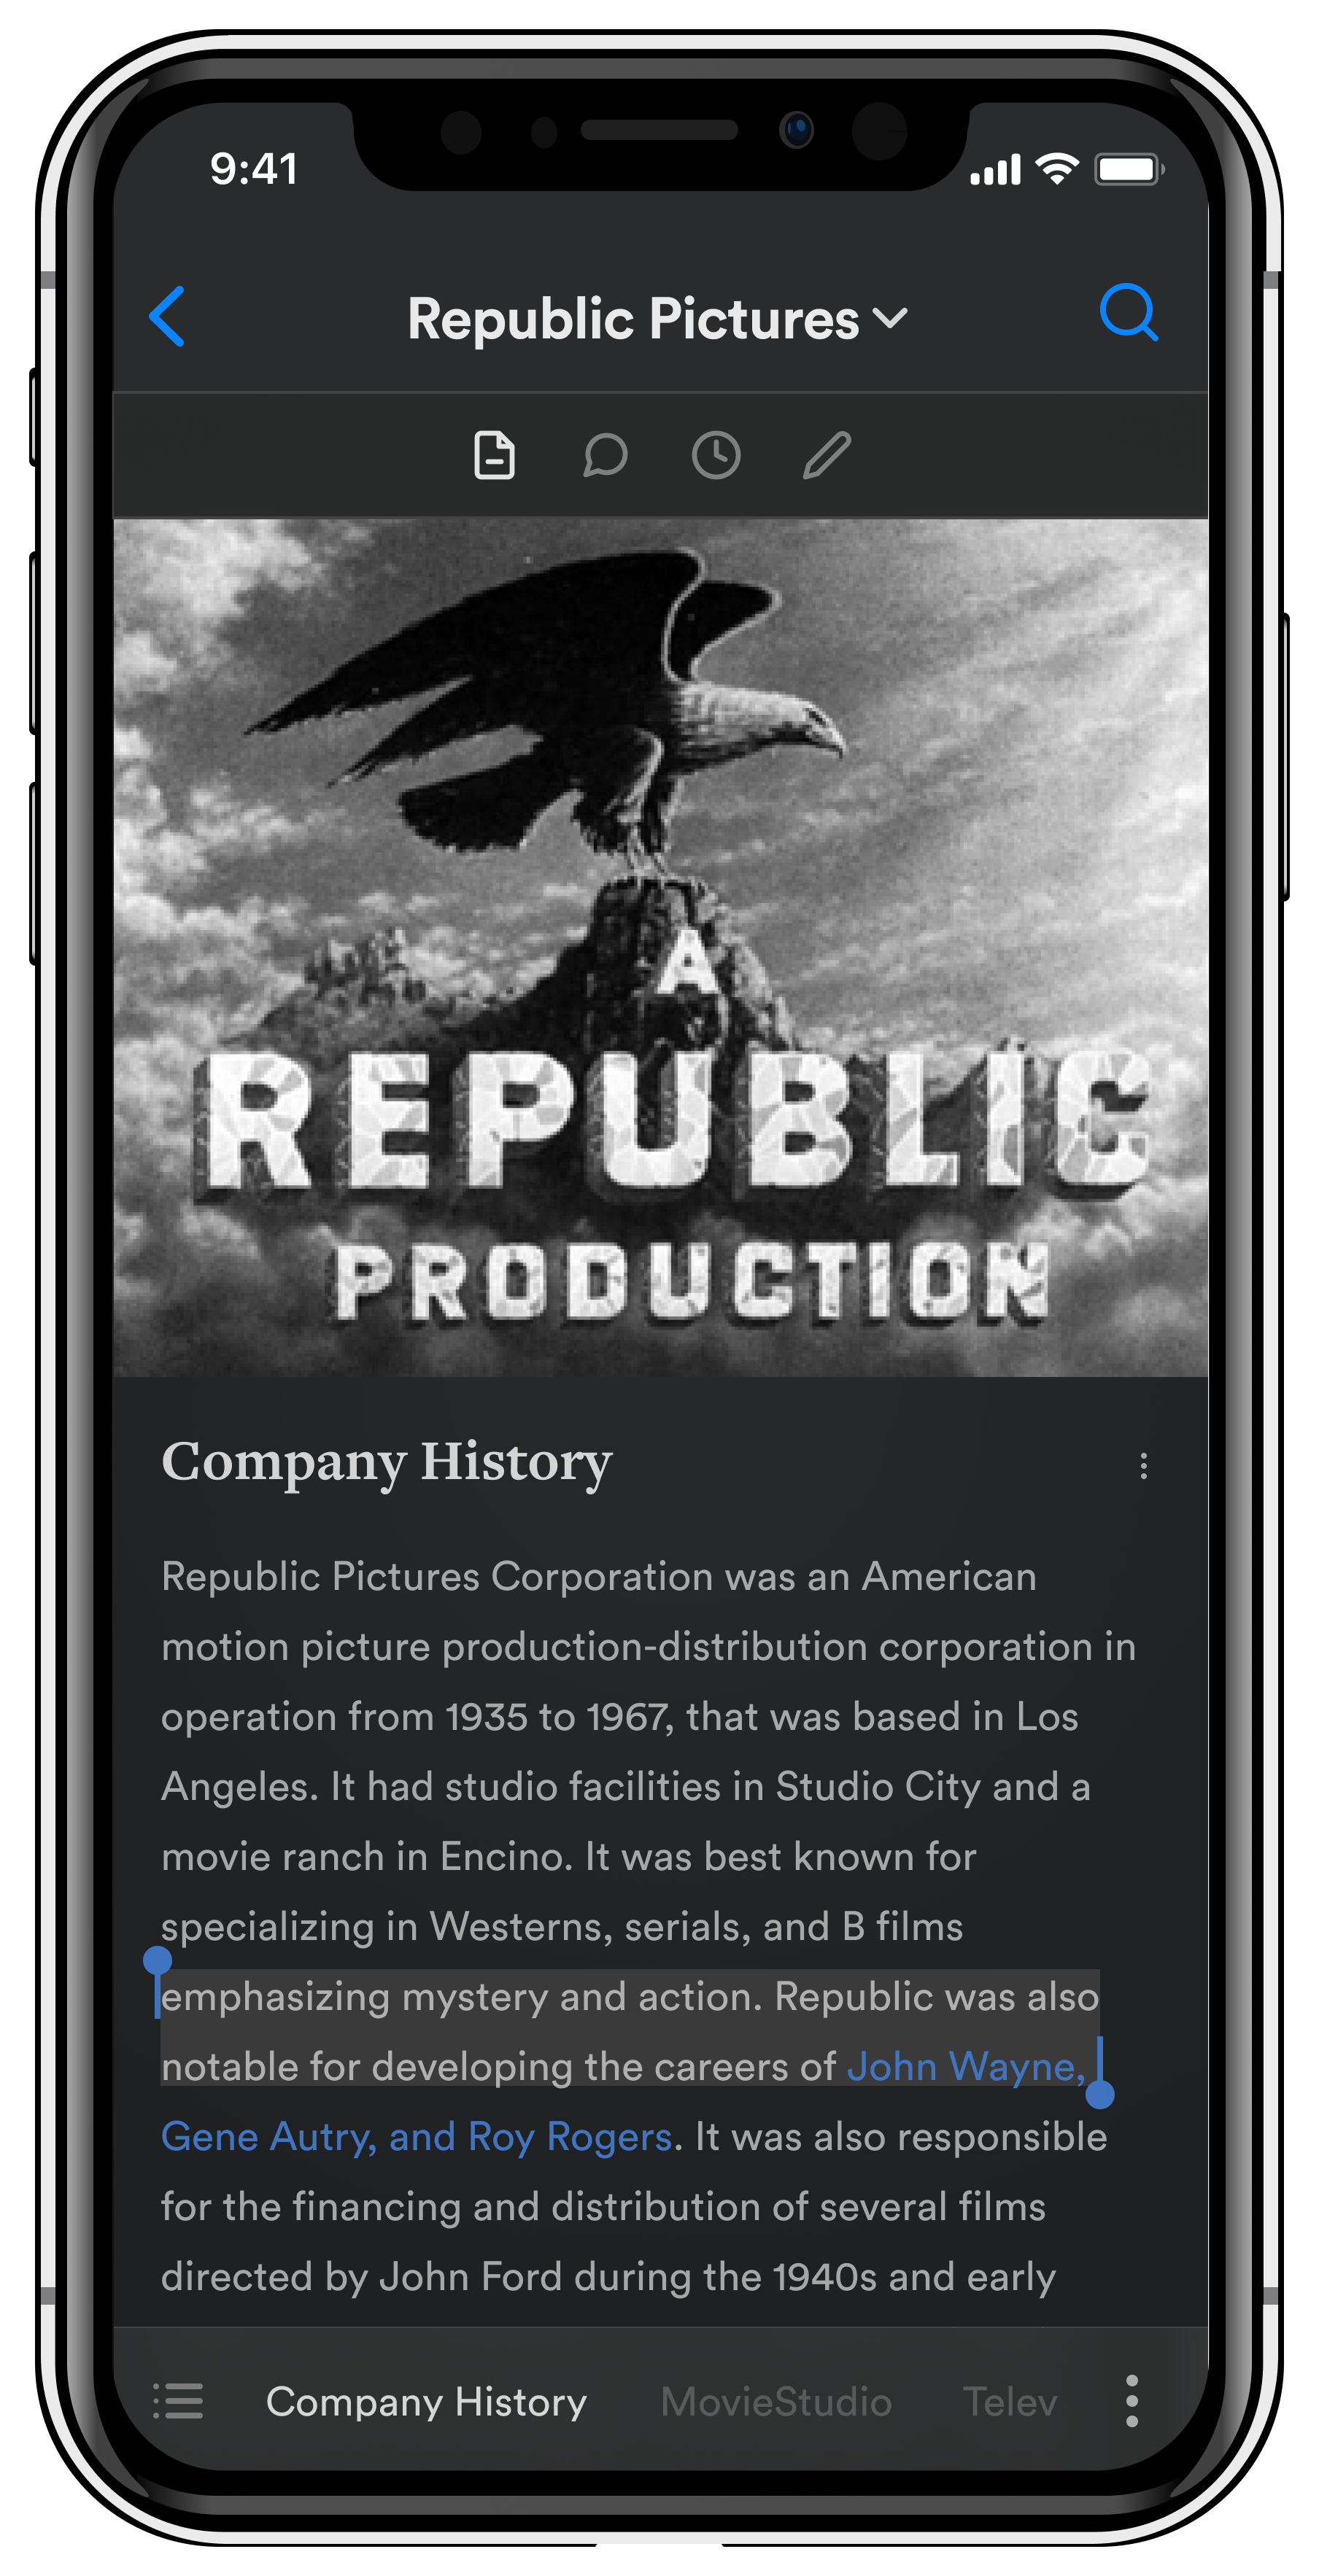 9:41
Republic Pictures
A
REPUBLIC
PRODUCTION
Company History
Republic Pictures Corporation was an American
motion picture production-distribution corporation in
operation from 1935 to 1967, that was based in Los
Angeles. It had studio facilities in Studio City and a
movie ranch in Encino. It was best known for
specializing in Westerns, serials, and B films
emphasizing mystery and action. Republic was also
notable for developing the careers of John Wayne,
Gene Autry, and Roy Rogers. It was also responsible
for the financing and distribution of several films
directed by John Ford during the 1940s and early
Company History MovieStudio Telev